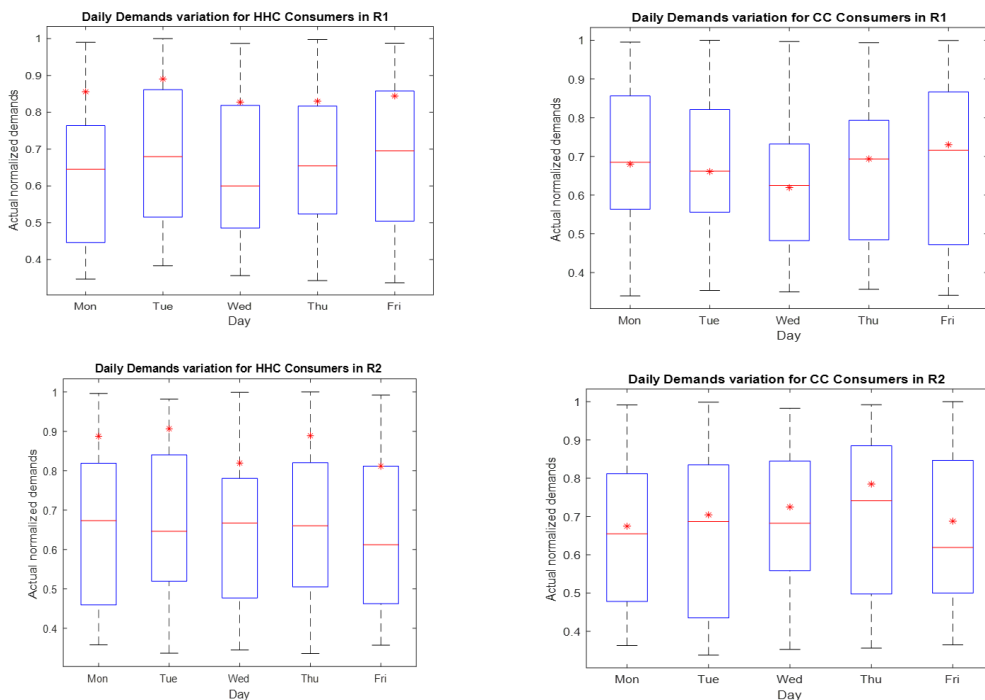 Daily Demands variation for HHC Consumers in R1
Actual normalized demands
1
0.9
0.8
0.7
0.6
0.5
0.4
Mon Tue Wed Thu Fri
Day
Daily Demands variation for CC Consumers in R1
Actual normalized demands
1
0.9
0.8
0.7
0.6
0.5
0.4
Mon Tue Wed Thu Fri
Day
Daily Demands variation for HHC Consumers in R2
Actual normalized demands
1
0.9
0.8
0.7
0.6
0.5
0.4
Mon Tue Wed Thu Fri
Day
Daily Demands variation for CC Consumers in R2
Actual normalized demands
1
0.9
0.8
0.7
0.6
0.5
0.4
Mon Tue Wed Thu Fri
Day